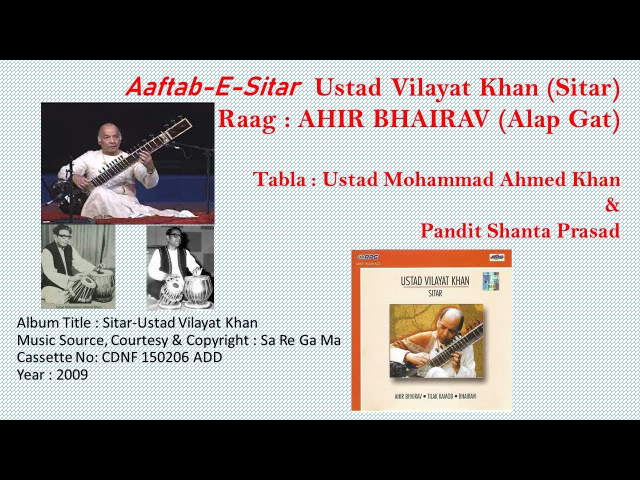 Aaftab-E-Sitar Ustad Vilayat Khan (Sitar)
Raag : AHIR BHAIRAV (Alap Gat)
Tabla : Ustad Mohammad Ahmed Khan
&
Pandit Shanta Prasad
Album Title : Sitar-Ustad Vilayat Khan
Music Source, Courtesy & Copyright : Sa Re Ga Ma
Cassette No: CDNF 150206 ADD
Year : 2009
RPG
USTAD VILAYAT KHAN
SITAR
AHIR BHAIRAV • TILAK KAMOD • BHAIRAVI